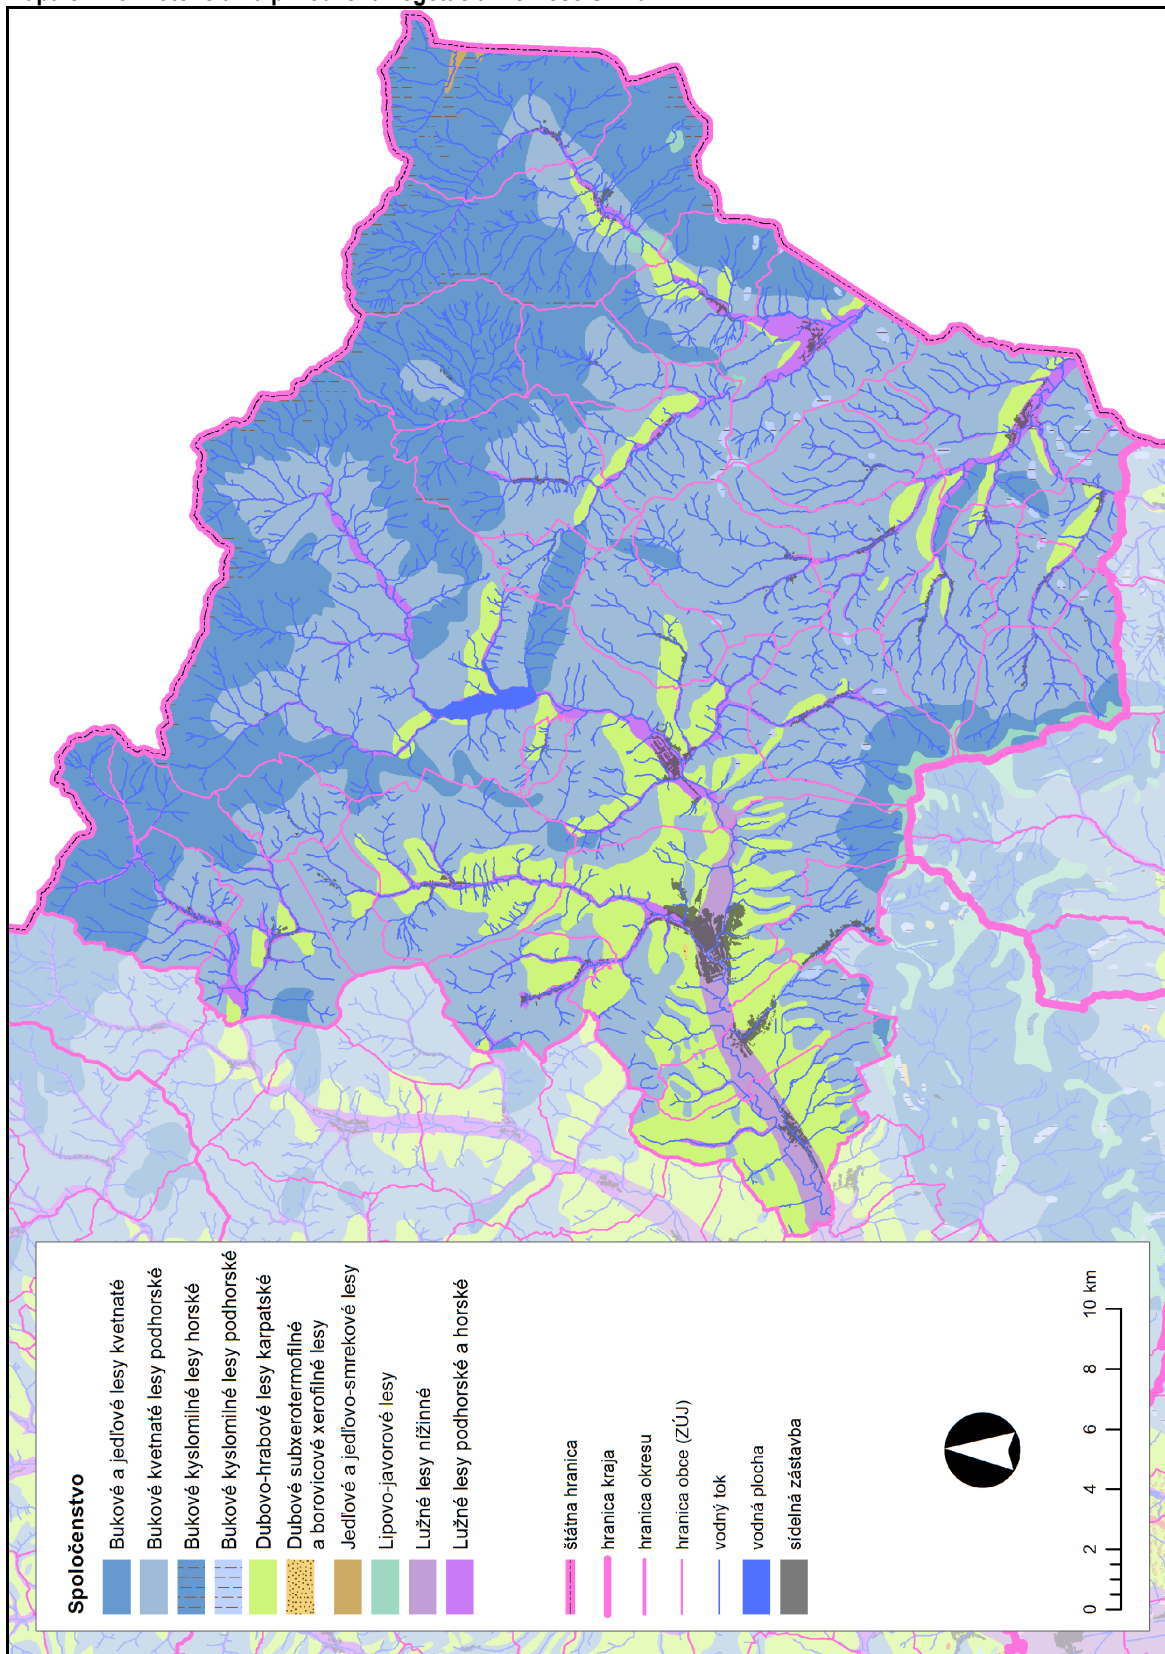 Spoločenstvo
Bukové a jedľové lesy kvetnaté
Bukové kvetnaté lesy podhorské
Bukové kyslomilné lesy horské
Bukové kyslomilné lesy podhorské
Dubovo-hrabové lesy karpatské
Dubové subxerotermofilné
a borovicové xerofilné lesy
Jedľové a jedľovo-smrekové lesy
Lipovo-javorové lesy
Lužné lesy nížinné
Lužné lesy podhorské a horské
štátna hranica
hranica kraja
hranica okresu
hranica obce (ZÚJ)
vodný tok
vodná plocha
sídelná zástavba
0 2 4 6 8 10 km